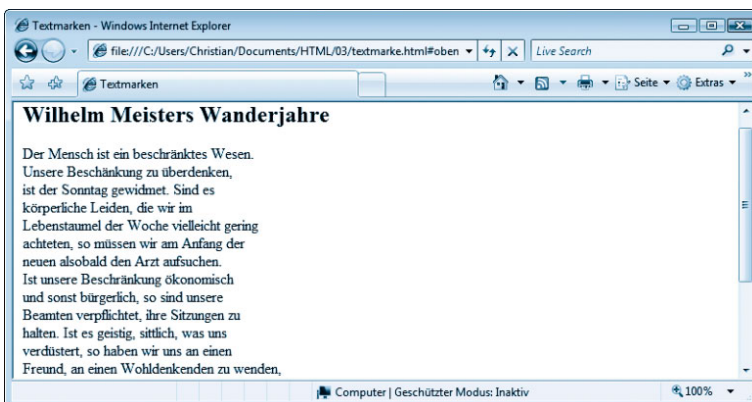 Textmarken - Windows Internet Explorer
file:///C:/Users/Christian/Documents/HTML/03/textmarke.html#oben
Live Search
Textmarken
Seite
Extras
Wilhelm Meisters Wanderjahre
Der Mensch ist ein beschränktes Wesen.
Unsere Beschänkung zu überdenken,
ist der Sonntag gewidmet. Sind es
körperliche Leiden, die wir im
Lebenstaumel der Woche vielleicht gering
achteten, so müssen wir am Anfang der
neuen alsobald den Arzt aufsuchen.
Ist unsere Beschränkung ökonomisch
und sonst bürgerlich, so sind unsere
Beamten verpflichtet, ihre Sitzungen zu
halten. Ist es geistig, sittlich, was uns
verdüstert, so haben wir uns an einen
Freund, an einen Wohldenkenden zu wenden,
Computer | Geschützter Modus: Inaktiv
100%